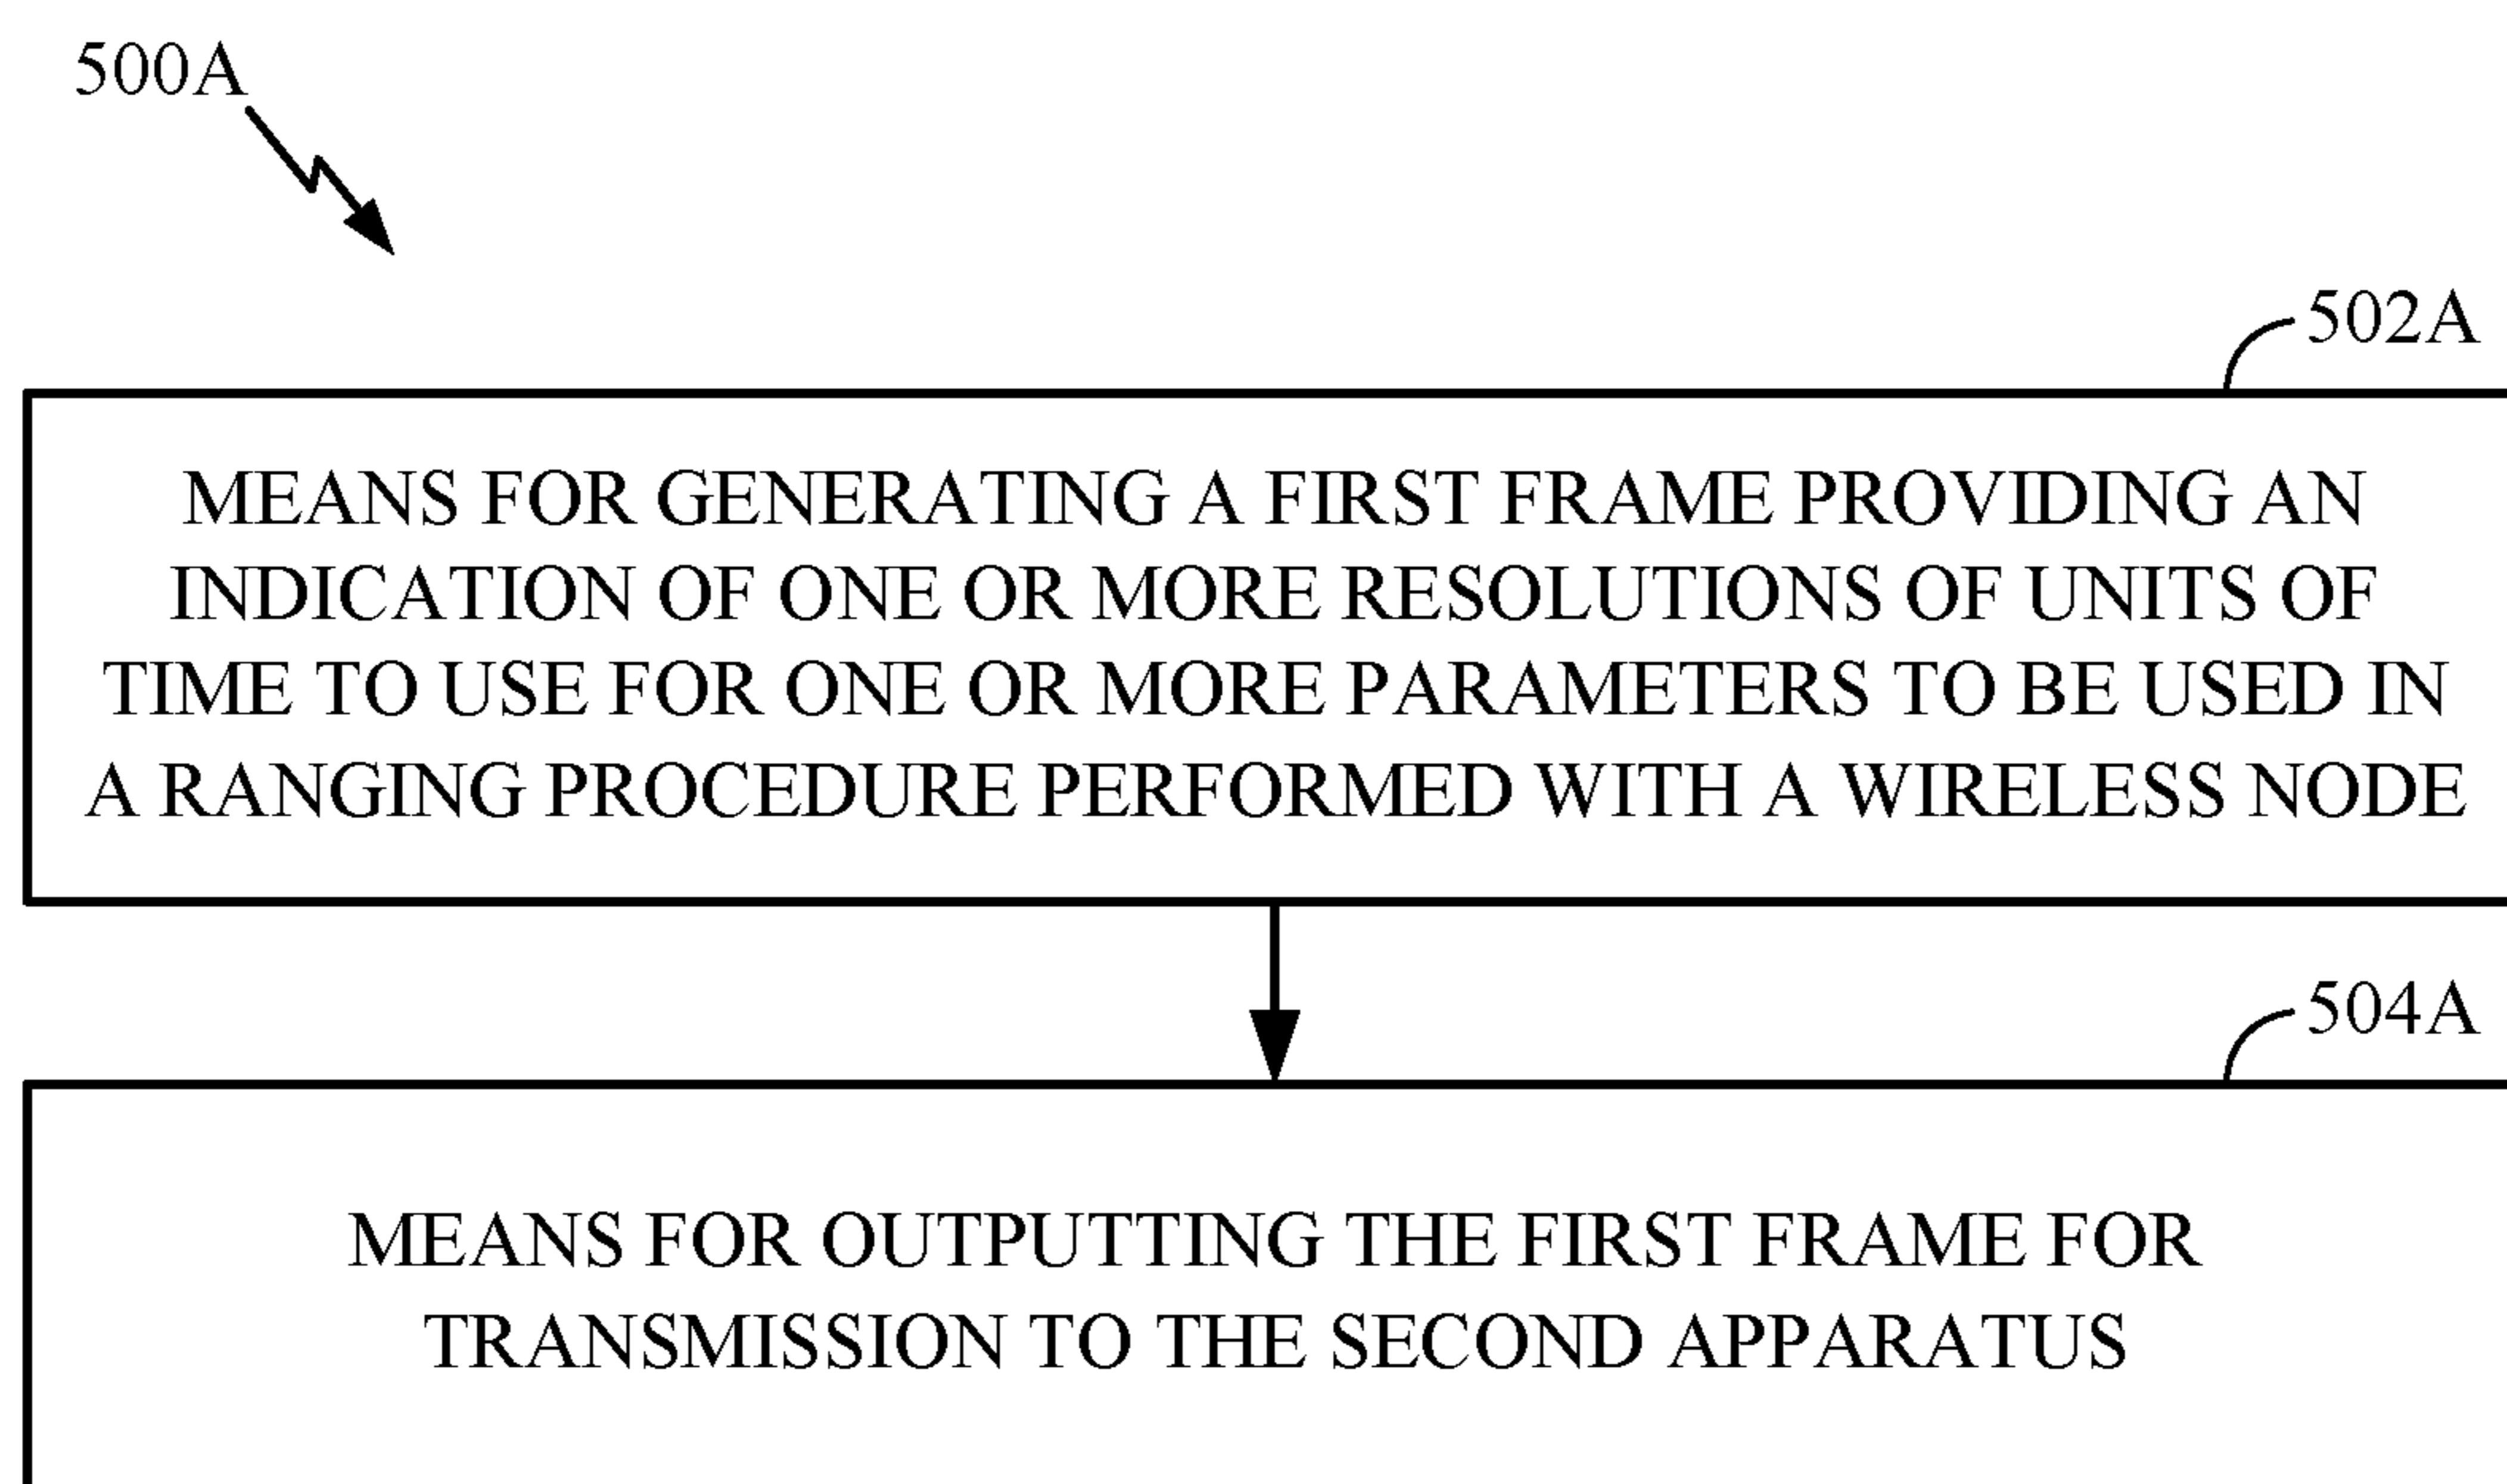 500A
502A
MEANS FOR GENERATING A FIRST FRAME PROVIDING AN
INDICATION OF ONE OR MORE RESOLUTIONS OF UNITS OF
TIME TO USE FOR ONE OR MORE PARAMETERS TO BE USED IN
A RANGING PROCEDURE PERFORMED WITH A WIRELESS NODE
504A
MEANS FOR OUTPUTTING THE FIRST FRAME FOR
TRANSMISSION TO THE SECOND APPARATUS